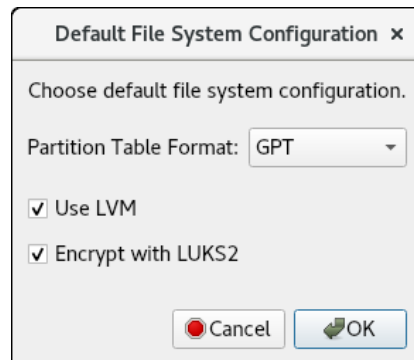 Default File System Configuration ×
Choose default file system configuration.
Partition Table Format: GPT
Use LVM
Encrypt with LUKS2
Cancel OK